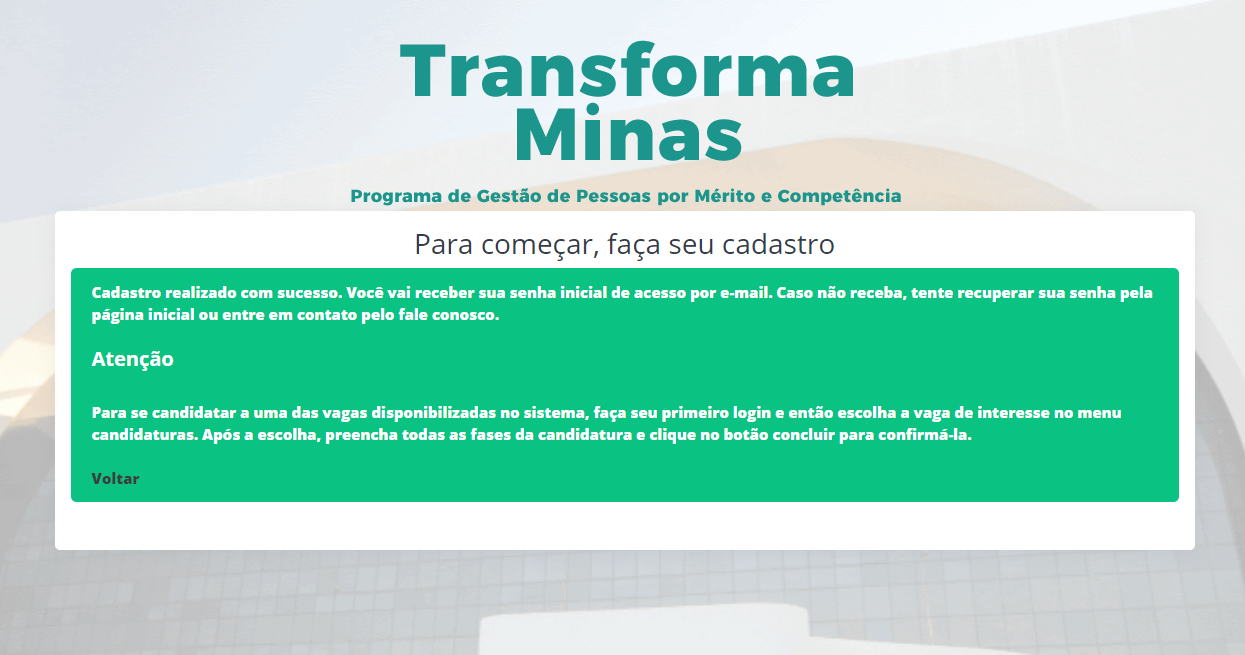 Transforma
Minas
Programa de Gestão de Pessoas por Mérito e Competência
Para começar, faça seu cadastro
Cadastro realizado com sucesso. Você vai receber sua senha inicial de acesso por e-mail. Caso não receba, tente recuperar sua senha pela
página inicial ou entre em contato pelo fale conosco.
Atenção
Para se candidatar a uma das vagas disponibilizadas no sistema, faça seu primeiro login e então escolha a vaga de interesse no menu
candidaturas. Após a escolha, preencha todas as fases da candidatura e clique no botão concluir para confirmá-la.
Voltar